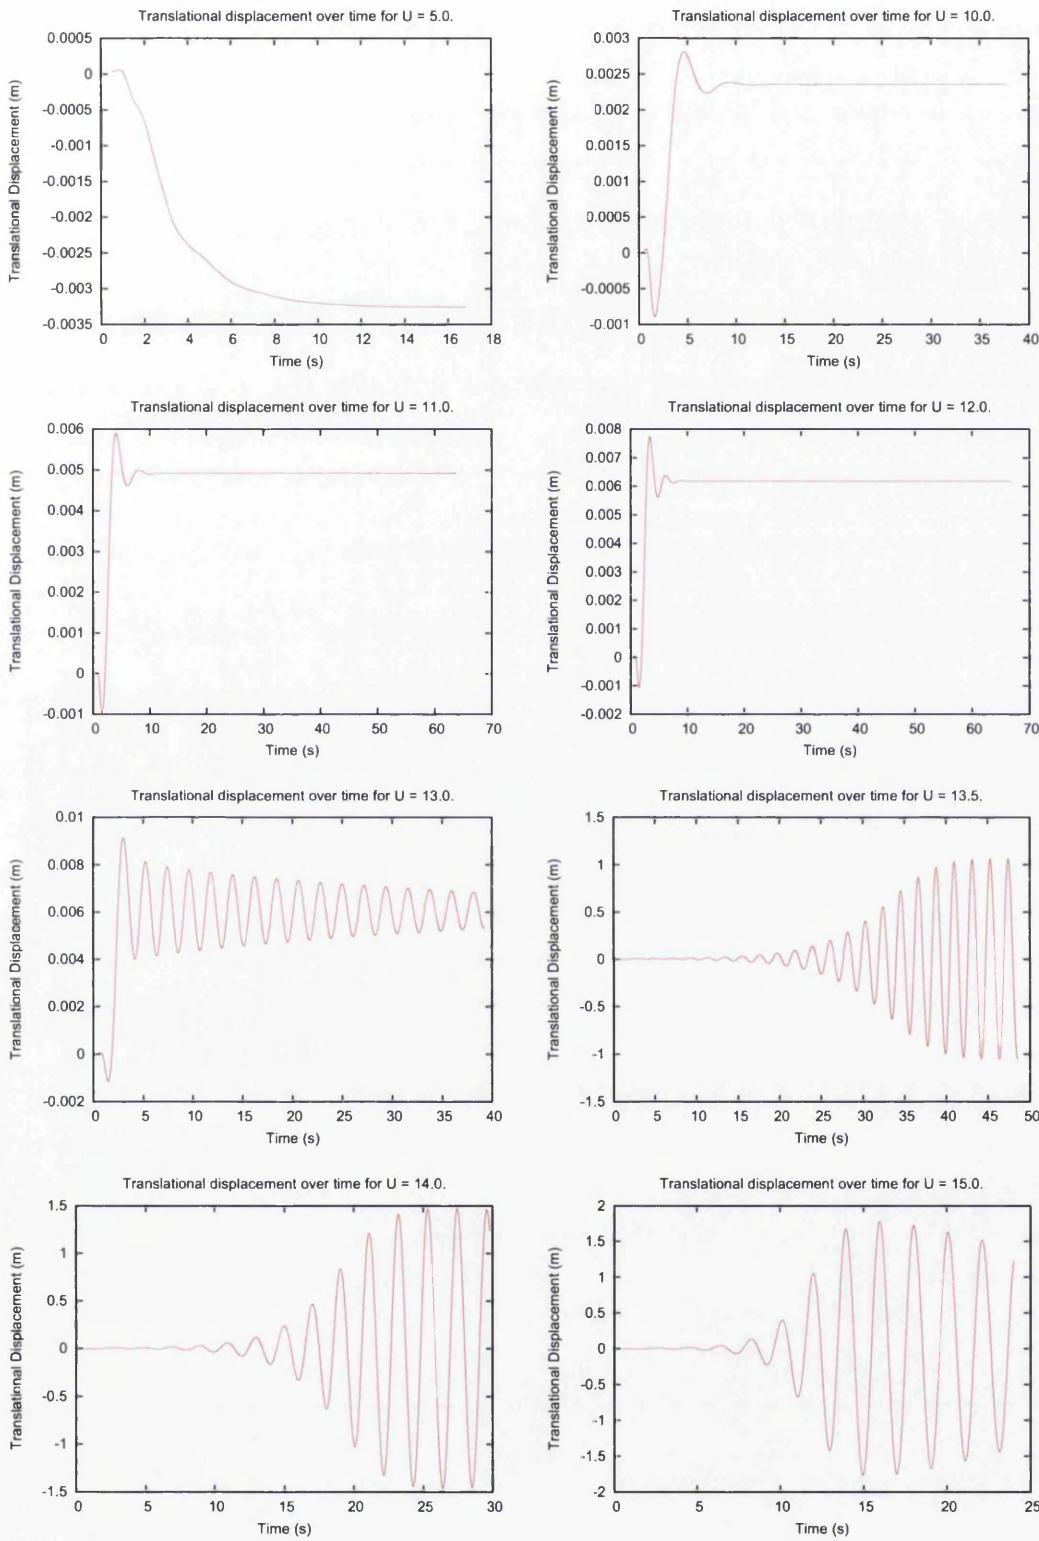 Translational displacement over time for U = 5.0.
Translational Displacement (m)
0.0005
0
-0.0005
-0.001
-0.0015
-0.002
-0.0025
-0.003
-0.0035
0 2 4 6 8 10 12 14 16 18
Time (s)
Translational displacement over time for U = 10.0.
Translational Displacement (m)
0.003
0.0025
0.002
0.0015
0.001
0.0005
0
-0.0005
-0.001
0 5 10 15 20 25 30 35 40
Time (s)
Translational displacement over time for U = 11.0.
Translational Displacement (m)
0.006
0.005
0.004
0.003
0.002
0.001
0
-0.001
0 10 20 30 40 50 60 70
Time (s)
Translational displacement over time for U = 12.0.
Translational Displacement (m)
0.008
0.007
0.006
0.005
0.004
0.003
0.002
0.001
0
-0.001
-0.002
0 10 20 30 40 50 60 70
Time (s)
Translational displacement over time for U = 13.0.
Translational Displacement (m)
0.01
0.008
0.006
0.004
0.002
0
-0.002
0 5 10 15 20 25 30 35 40
Time (s)
Translational displacement over time for U = 13.5.
Translational Displacement (m)
1.5
1
0.5
0
-0.5
-1
-1.5
0 5 10 15 20 25 30 35 40 45 50
Time (s)
Translational displacement over time for U = 14.0.
Translational Displacement (m)
1.5
1
0.5
0
-0.5
-1
-1.5
0 5 10 15 20 25 30
Time (s)
Translational displacement over time for U = 15.0.
Translational Displacement (m)
2
1.5
1
0.5
0
-0.5
-1
-1.5
-2
0 5 10 15 20 25
Time (s)